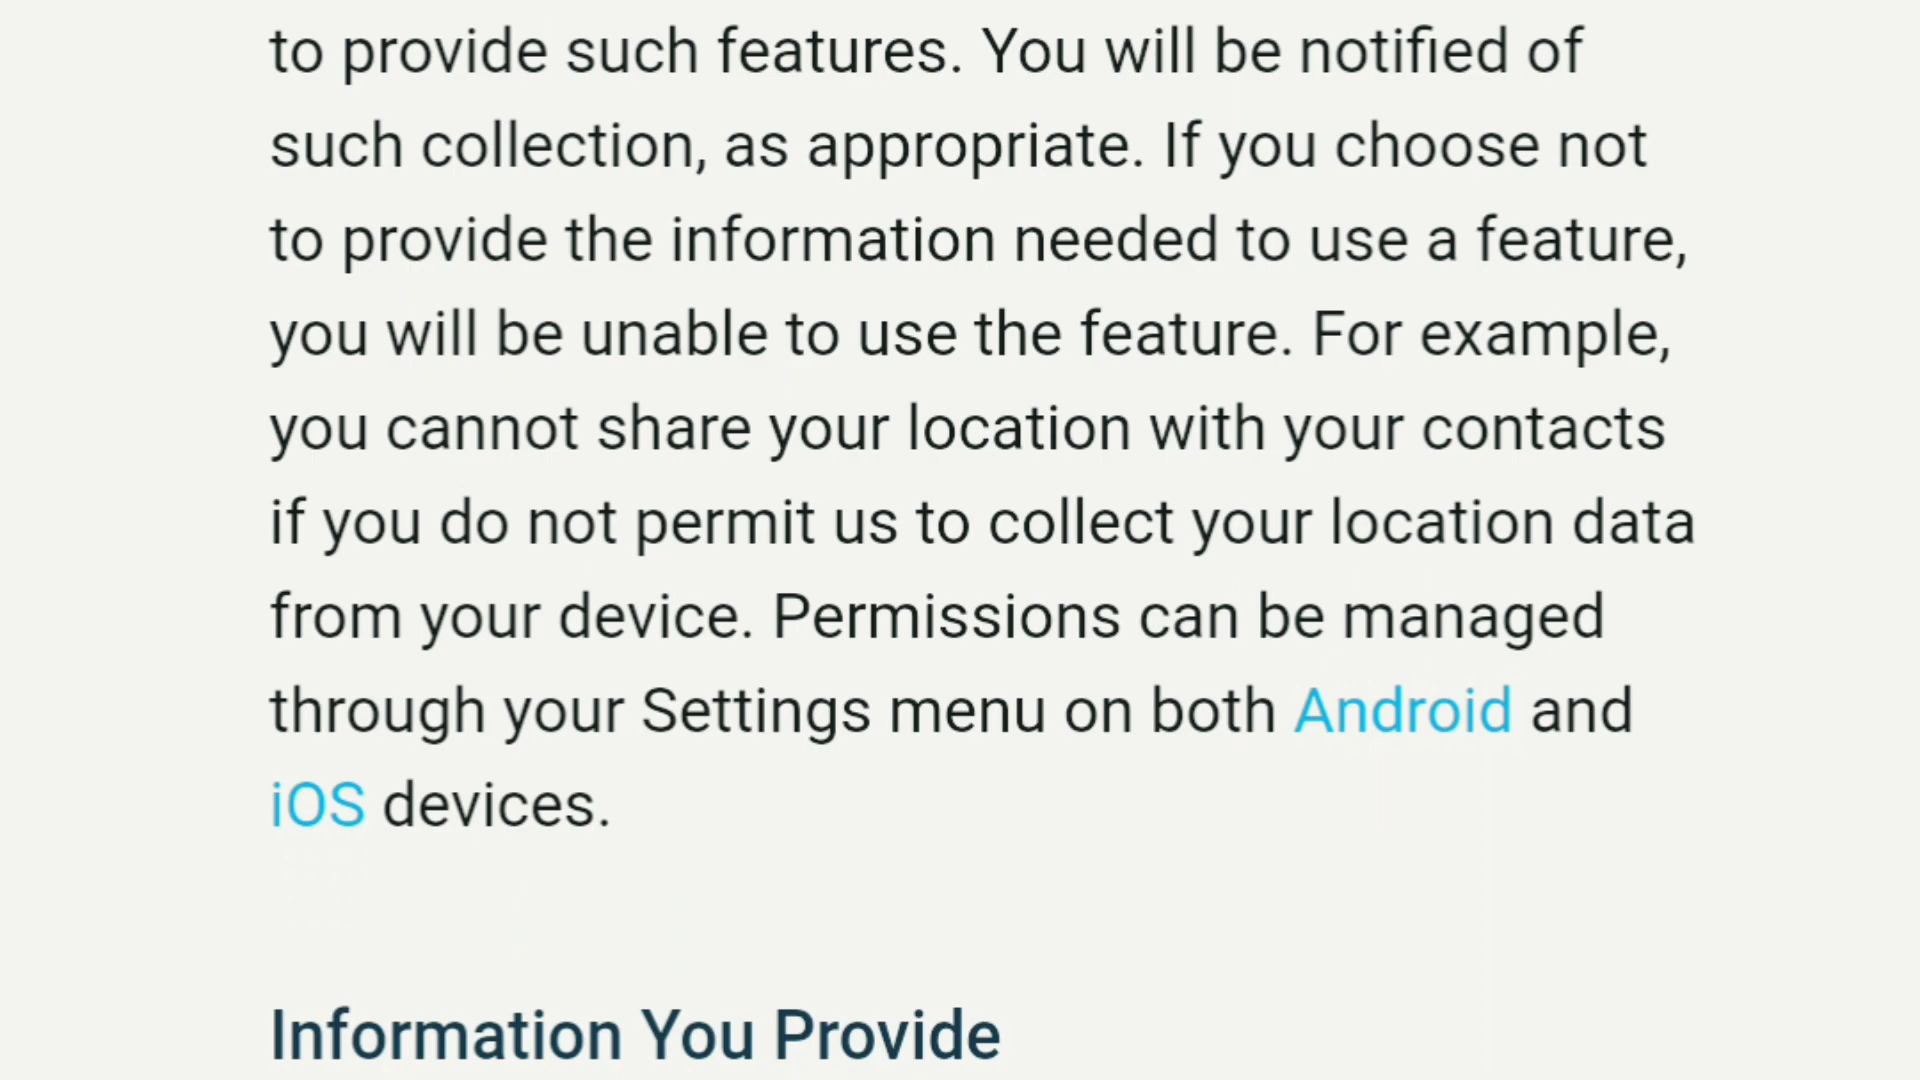 to provide such features. You will be notified of
such collection, as appropriate. If you choose not
to provide the information needed to use a feature,
you will be unable to use the feature. For example,
you cannot share your location with your contacts
if you do not permit us to collect your location data
from your device. Permissions can be managed
through your Settings menu on both Android and
iOS devices.
Information You Provide